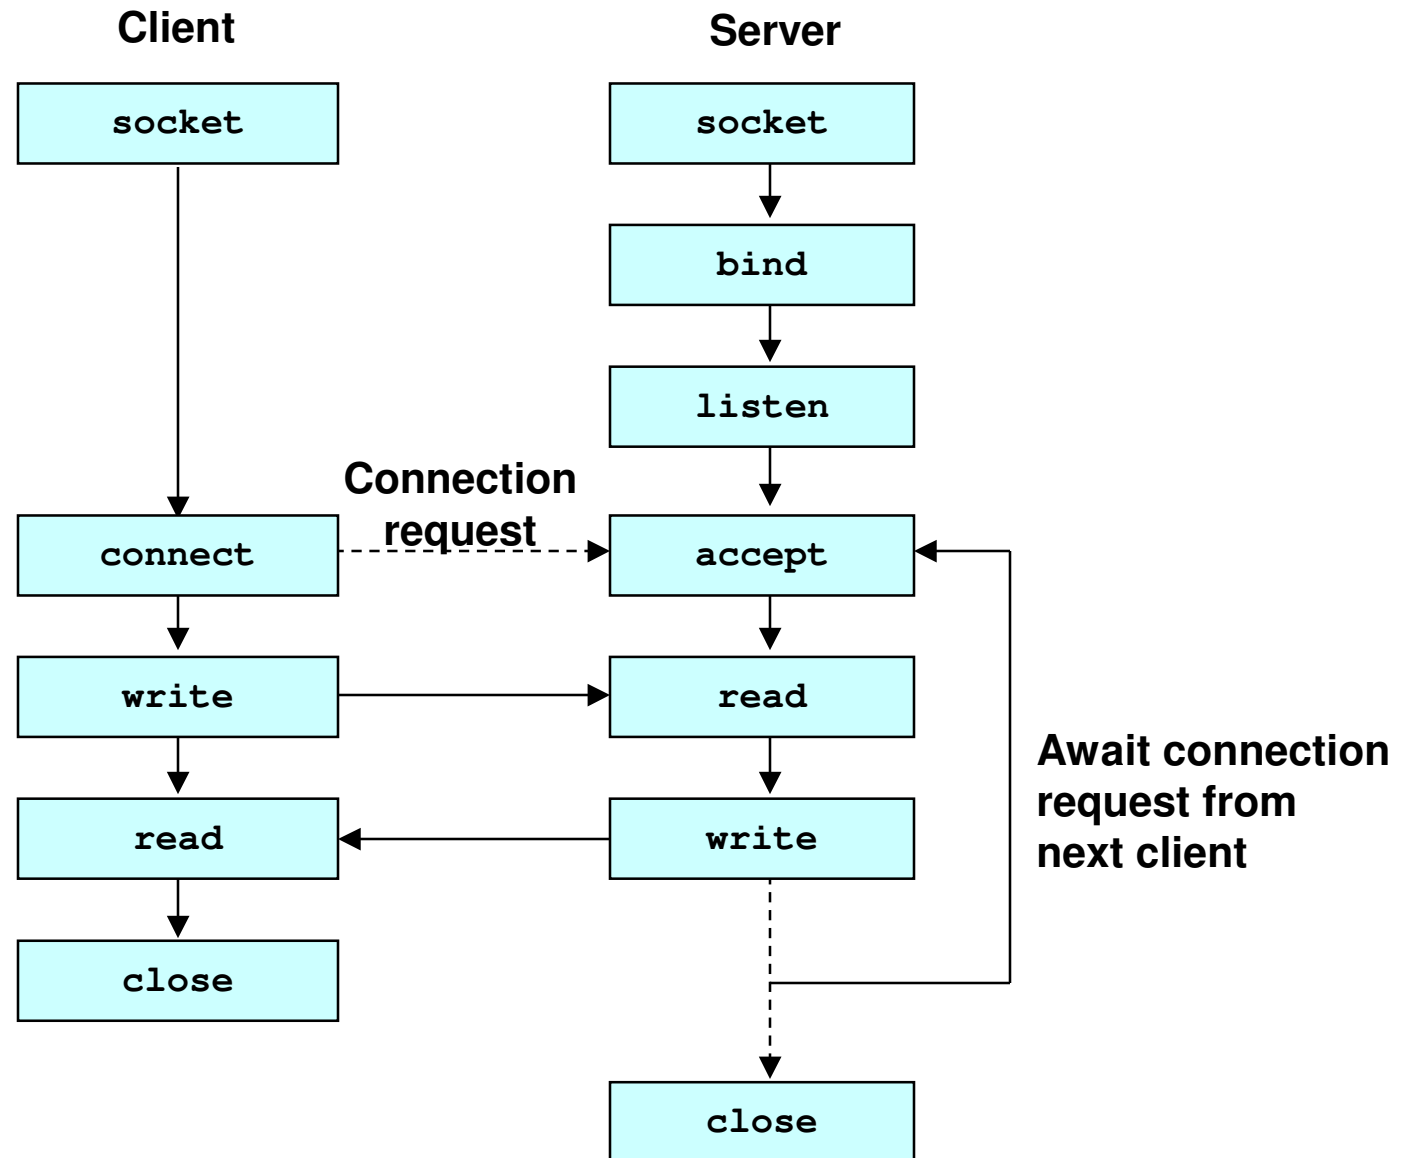 Client
Server
socket
socket
bind
listen
Connection
request
connect
accept
write
read
Await connection
request from
next client
read
write
close
close